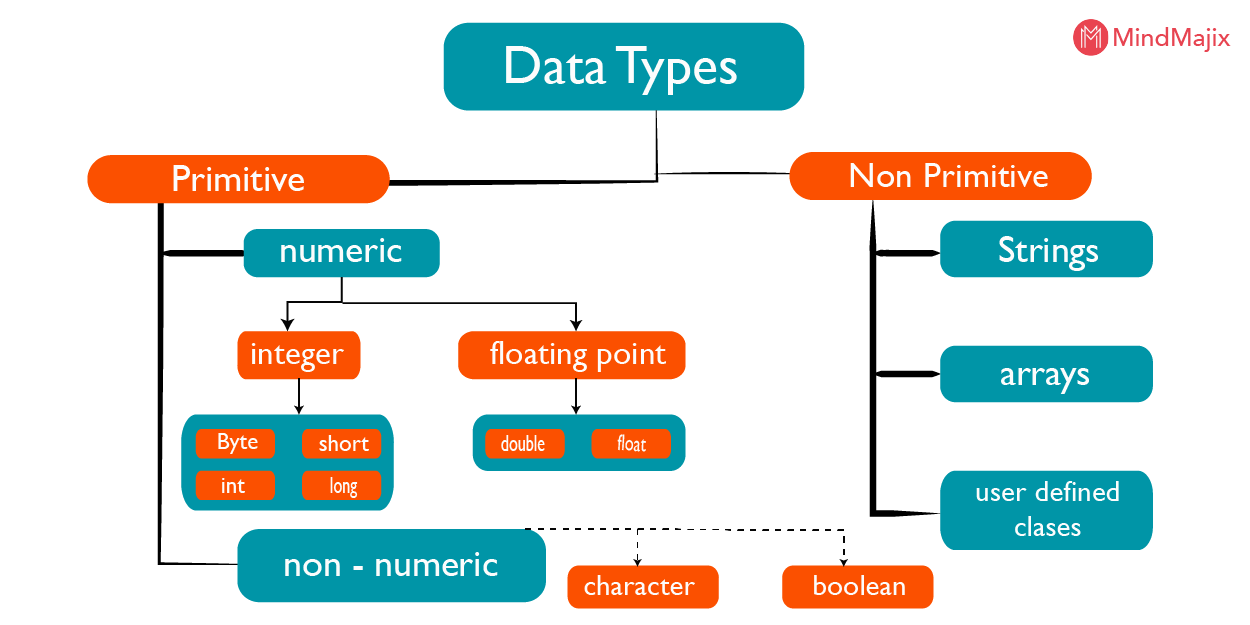 MindMajix
Data Types
Primitive
Non Primitive
numeric
Strings
integer
floating point
arrays
Byte
short
int
long
double
float
user defined
clases
non - numeric
character
boolean